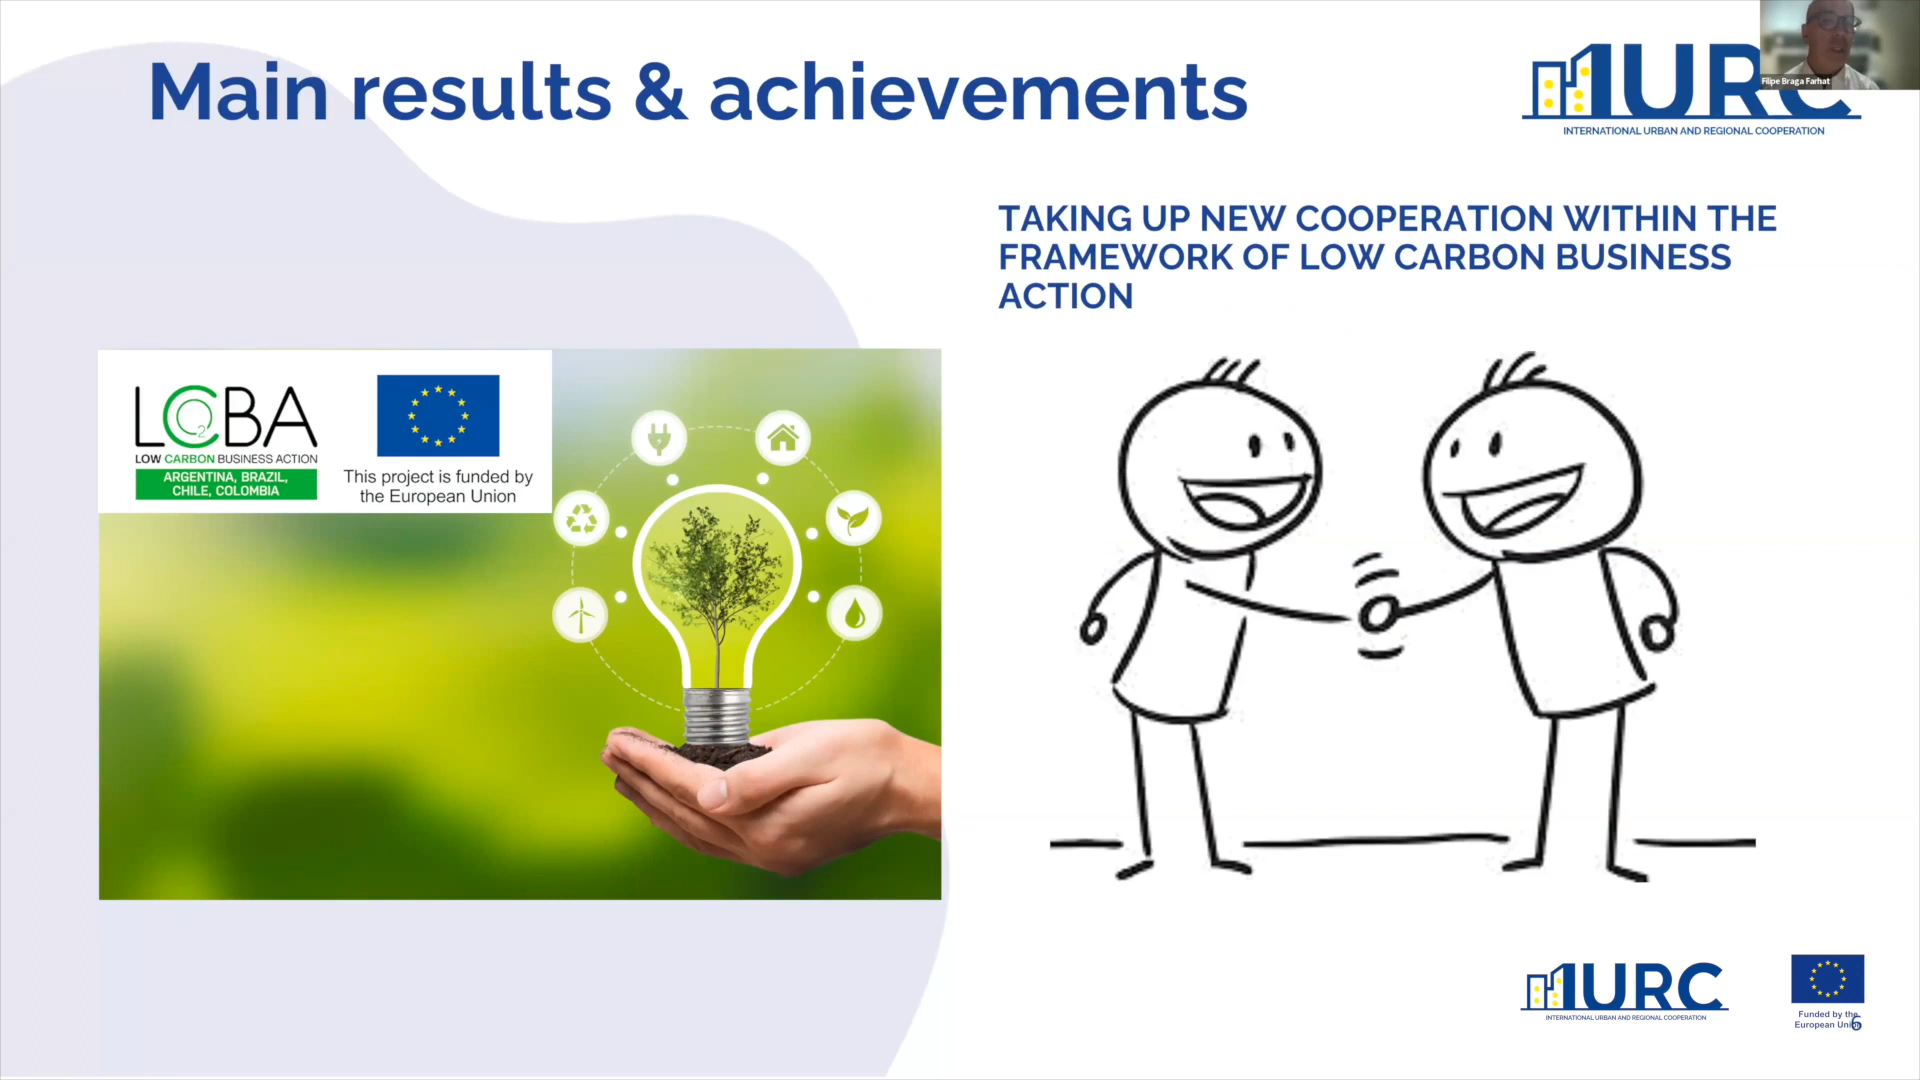 Main results & achievements
IURC
INTERNATIONAL URBAN AND REGIONAL COOPERATION
Filipe Braga Farhat
TAKING UP NEW COOPERATION WITHIN THE
FRAMEWORK OF LOW CARBON BUSINESS
ACTION
LCBA
LOW CARBON BUSINESS ACTION
ARGENTINA, BRAZIL,
CHILE, COLOMBIA
This project is funded by
the European Union
IURC
INTERNATIONAL URBAN AND REGIONAL COOPERATION
Funded by the
European Union
6